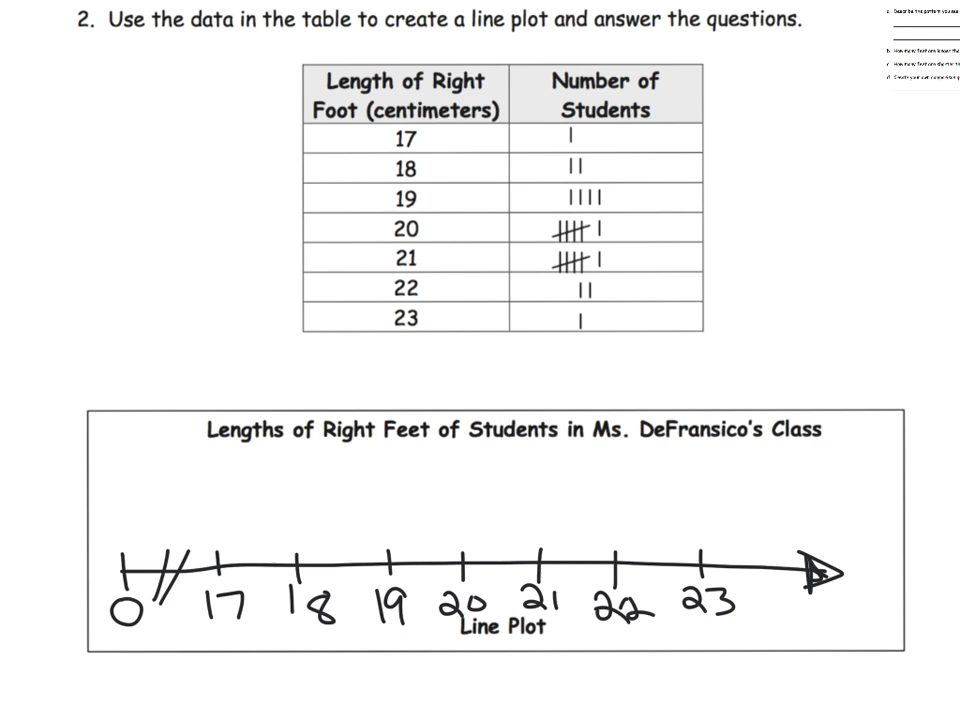 2. Use the data in the table to create a line plot and answer the questions.
Length of Right Foot (centimeters) Number of Students
17 |
18 ||
19 ||||
20 𝍸 |
21 𝍸 |
22 ||
23 |
Lengths of Right Feet of Students in Ms. DeFransico's Class
0 17 18 19 20 21 22 23
Line Plot